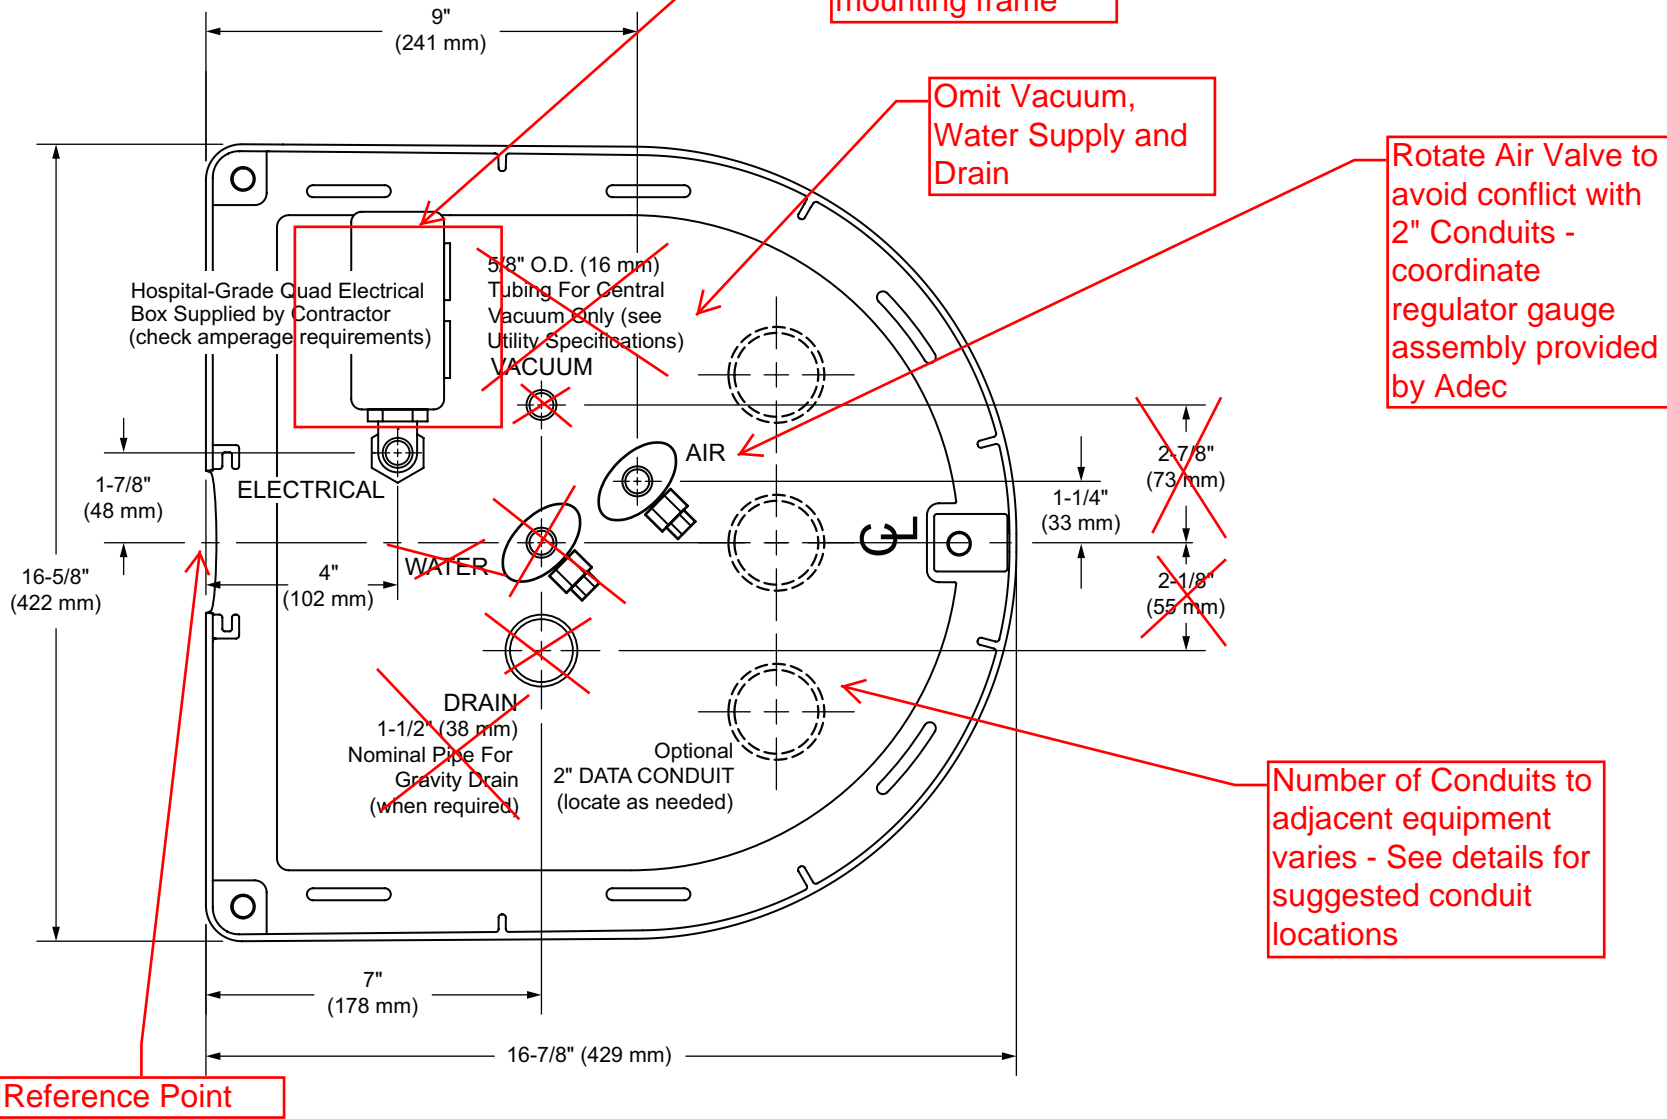 mounting frame
9"
(241 mm)
Omit Vacuum,
Water Supply and
Drain
Rotate Air Valve to
avoid conflict with
2" Conduits -
coordinate
regulator gauge
assembly provided
by Adec
Hospital-Grade Quad Electrical
Box Supplied by Contractor
(check amperage requirements)
5/8" O.D. (16 mm)
Tubing For Central
Vacuum Only (see
Utility Specifications)
VACUUM
AIR
ELECTRICAL
1-7/8"
(48 mm)
2-7/8"
(73 mm)
1-1/4"
(33 mm)
CL
WATER
16-5/8"
(422 mm)
4"
(102 mm)
2-1/8"
(55 mm)
DRAIN
1-1/2" (38 mm)
Nominal Pipe For
Gravity Drain
(when required)
Optional
2" DATA CONDUIT
(locate as needed)
Number of Conduits to
adjacent equipment
varies - See details for
suggested conduit
locations
7"
(178 mm)
16-7/8" (429 mm)
Reference Point